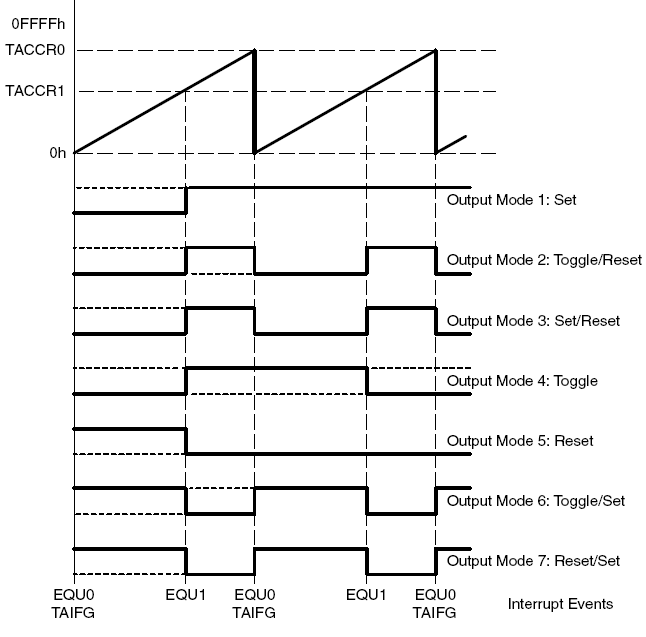 0FFFFh
TACCR0
TACCR1
0h
Output Mode 1: Set
Output Mode 2: Toggle/Reset
Output Mode 3: Set/Reset
Output Mode 4: Toggle
Output Mode 5: Reset
Output Mode 6: Toggle/Set
Output Mode 7: Reset/Set
EQU0 EQU1 EQU0 EQU1 EQU0
TAIFG TAIFG TAIFG
Interrupt Events